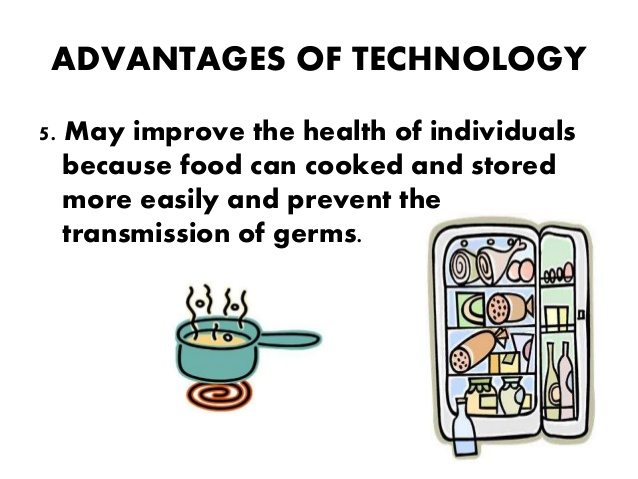 ADVANTAGES OF TECHNOLOGY
5. May improve the health of individuals
because food can cooked and stored
more easily and prevent the
transmission of germs.